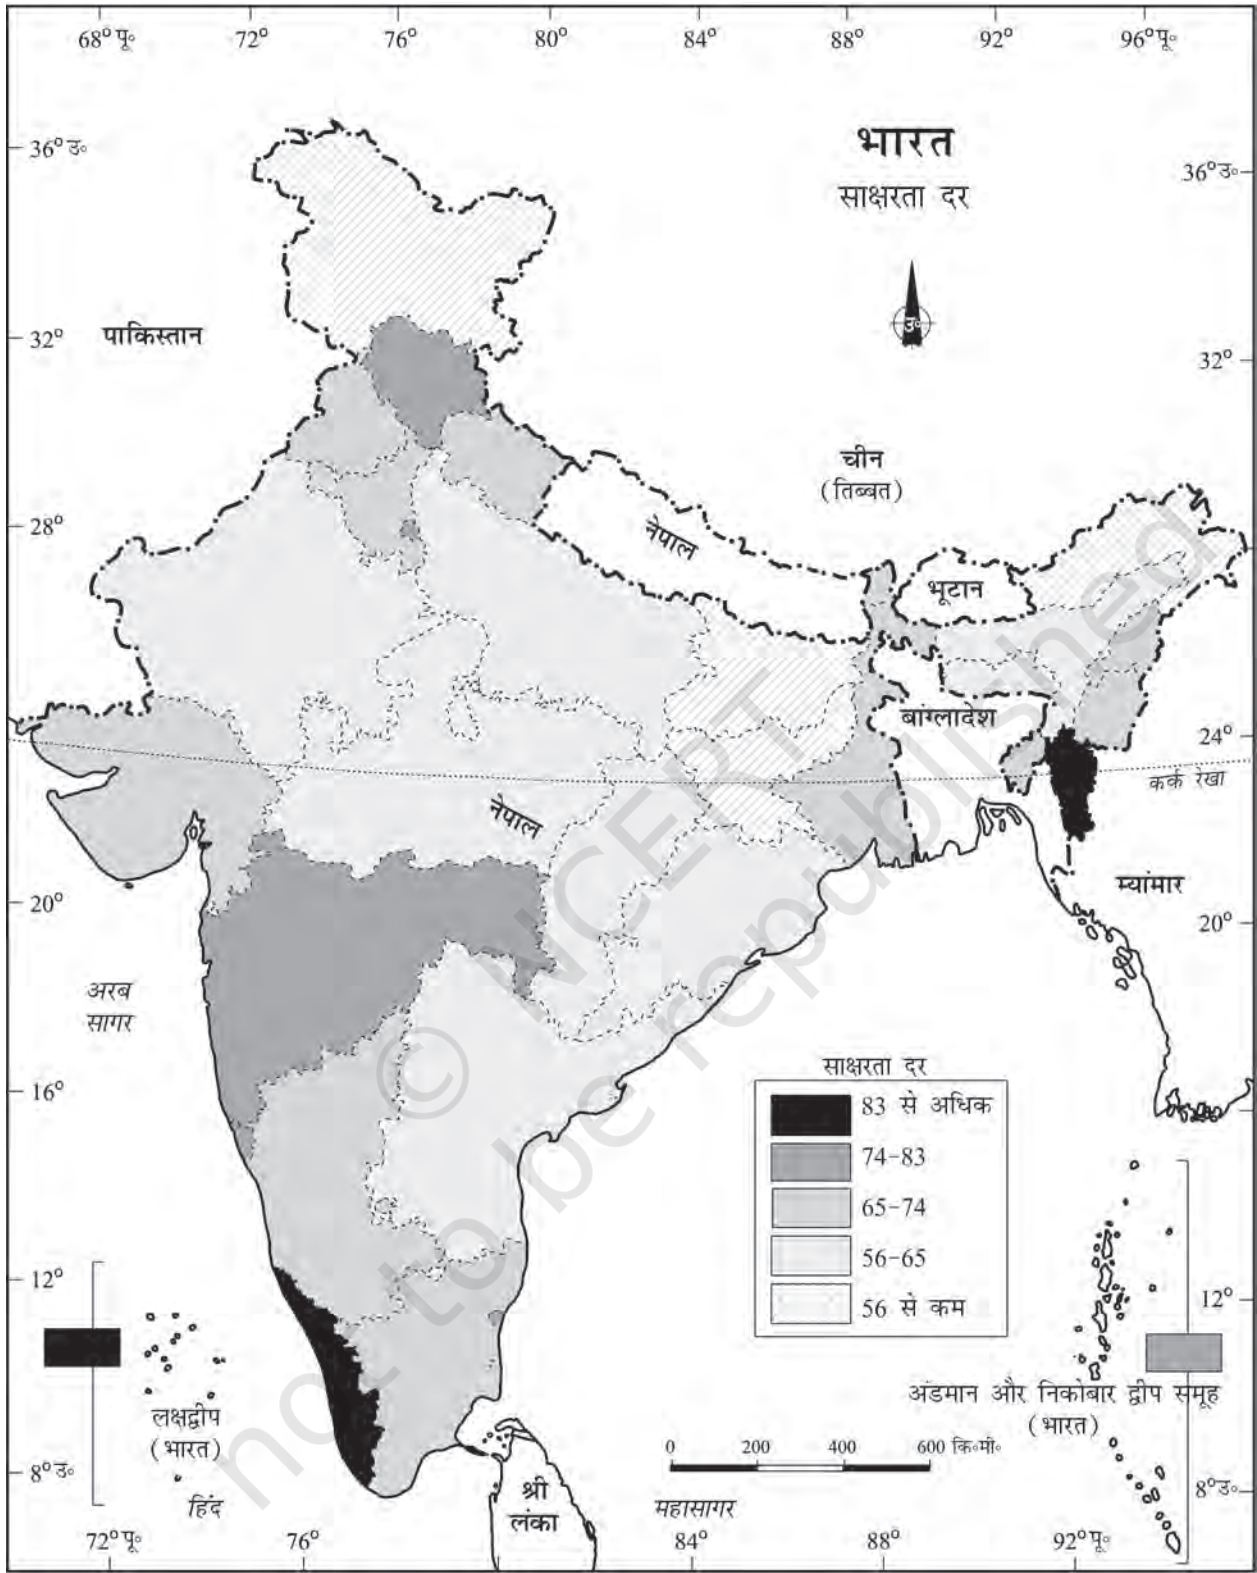 68° पू॰ 72° 76° 80° 84° 88° 92° 96° पू॰
भारत
साक्षरता दर
36° उ॰
36° उ॰
उ॰
पाकिस्तान
32°
32°
चीन
(तिब्बत)
28°
नेपाल
भूटान
बांग्लादेश
24°
कर्क रेखा
नेपाल
म्यांमार
20°
20°
अरब
सागर
साक्षरता दर
83 से अधिक
74-83
65-74
56-65
56 से कम
16°
12°
12°
अंडमान और निकोबार द्वीप समूह
(भारत)
लक्षद्वीप
(भारत)
0 200 400 600 कि॰मी॰
8° उ॰
8° उ॰
हिंद
श्री
लंका
महासागर
72° पू॰ 76° 84° 88° 92° पू॰
© NCERT
not to be republished